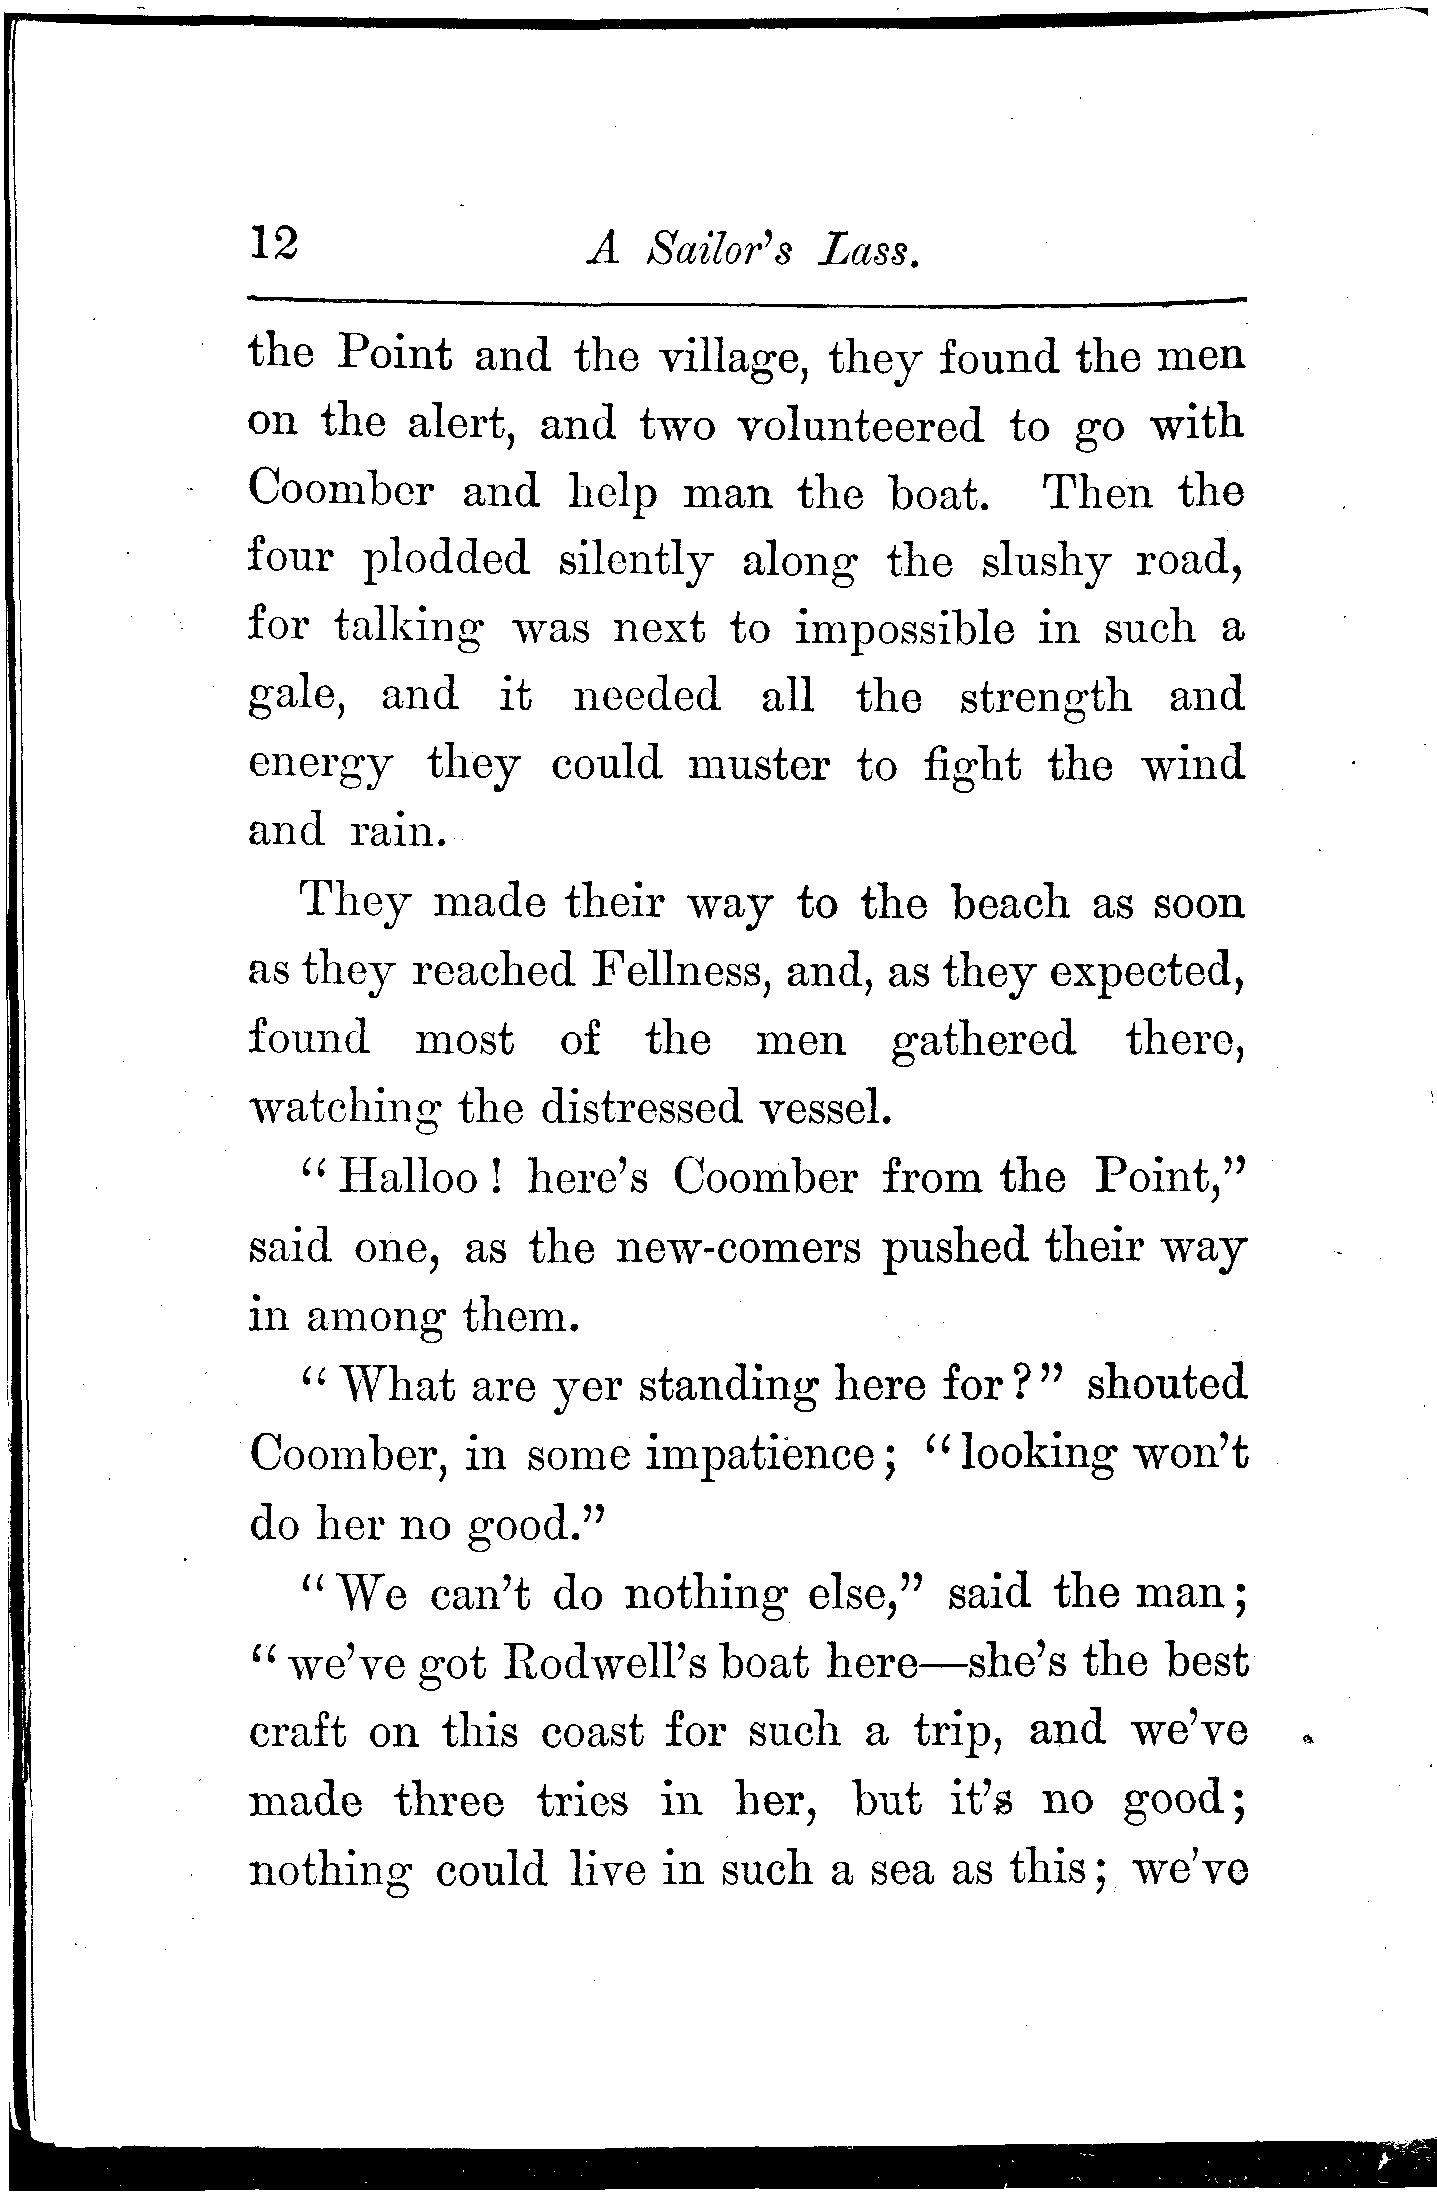 12 A Sailor's Lass.
the Point and the village, they found the men
on the alert, and two volunteered to go with
Coomber and help man the boat. Then the
four plodded silently along the slushy road,
for talking was next to impossible in such a
gale, and it needed all the strength and
energy they could muster to fight the wind
and rain.
They made their way to the beach as soon
as they reached Fellness, and, as they expected,
found most of the men gathered there,
watching the distressed vessel.
“Halloo! here's Coomber from the Point,”
said one, as the new-comers pushed their way
in among them.
“What are yer standing here for?” shouted
Coomber, in some impatience; “looking won't
do her no good.”
“We can't do nothing else,” said the man;
“we've got Rodwell's boat here—she's the best
craft on this coast for such a trip, and we've
made three tries in her, but it's no good;
nothing could live in such a sea as this; we've